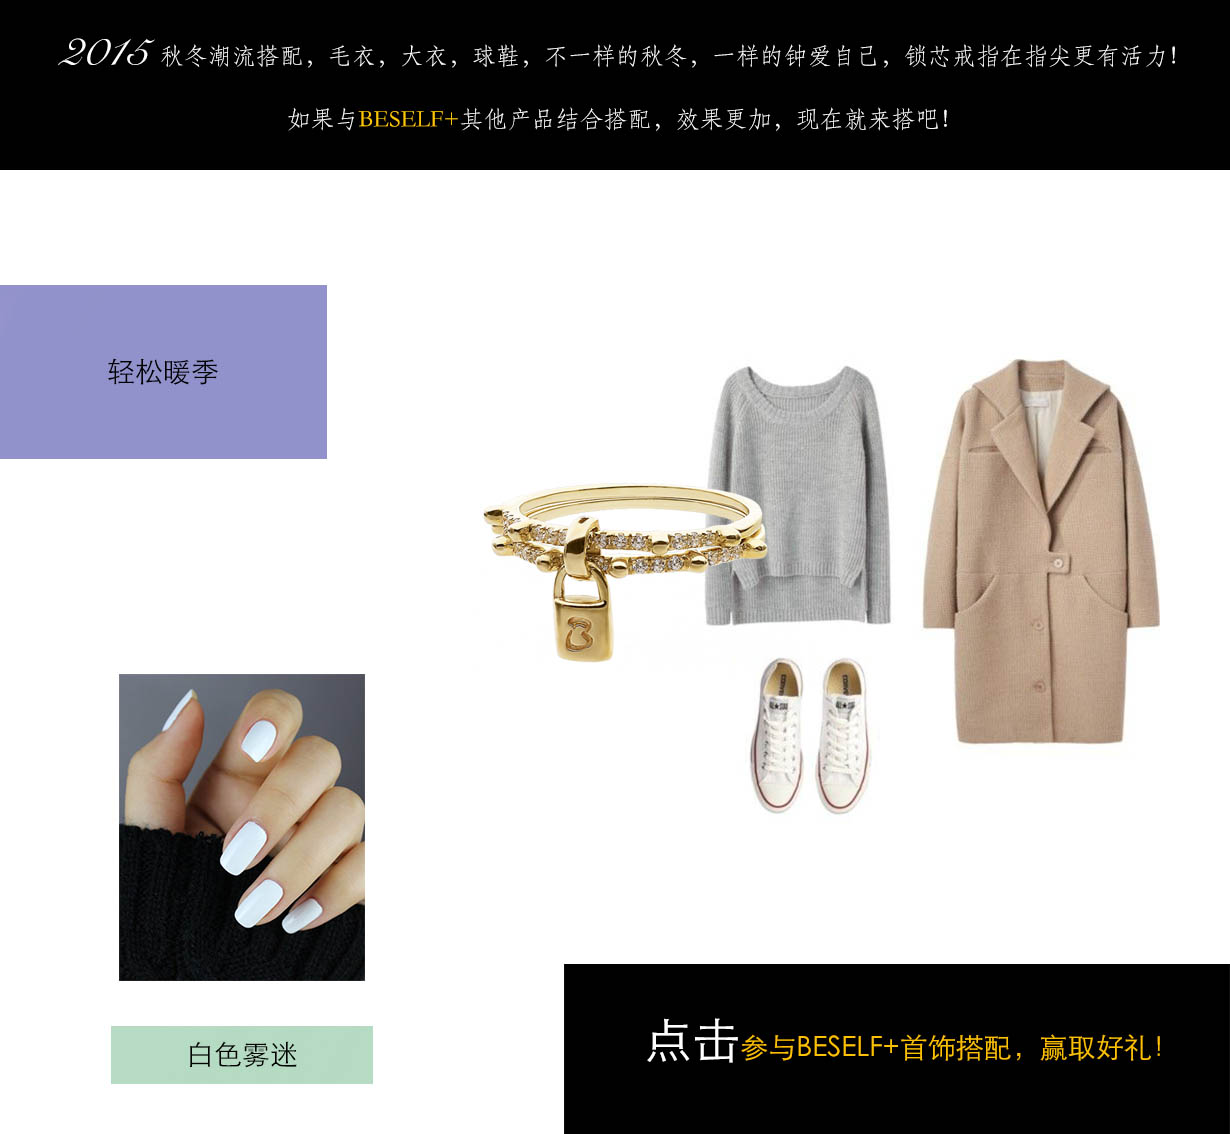 2015 秋冬潮流搭配，毛衣，大衣，球鞋，不一样的秋冬，一样的钟爱自己，锁芯戒指在指尖更有活力！
如果与BESELF+其他产品结合搭配，效果更加，现在就来搭吧！
轻松暖季
白色雾迷
点击参与BESELF+首饰搭配，赢取好礼！